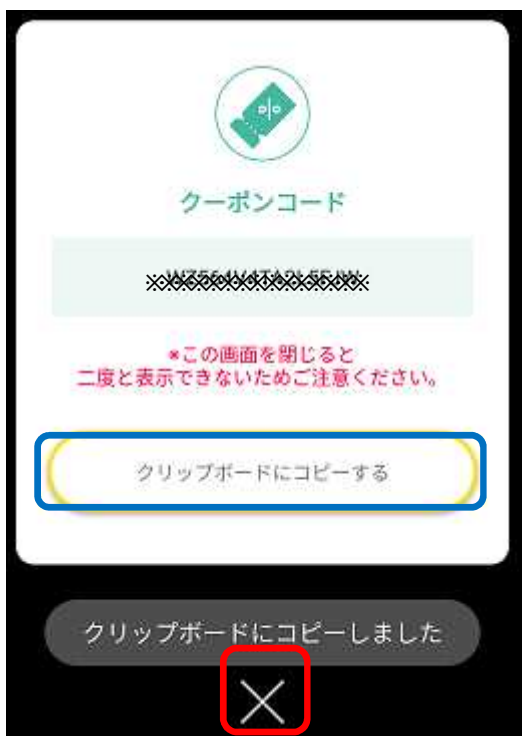 クーポンコード
*この画面を閉じると
二度と表示できないためご注意ください。
クリップボードにコピーする
クリップボードにコピーしました